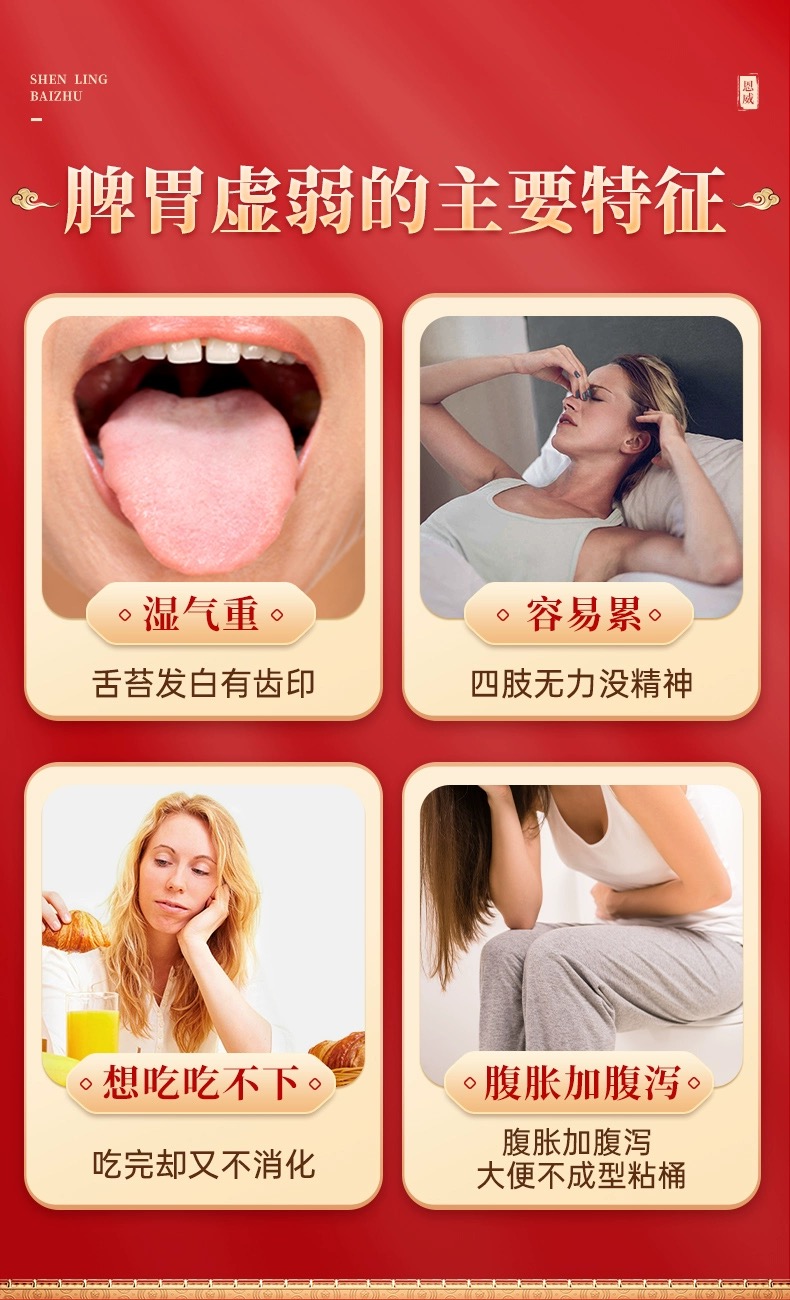 SHEN LING
BAIZHU
恩威
脾胃虚弱的主要特征
湿气重
舌苔发白有齿印
容易累
四肢无力没精神
想吃吃不下
吃完却又不消化
腹胀加腹泻
腹胀加腹泻
大便不成型粘桶